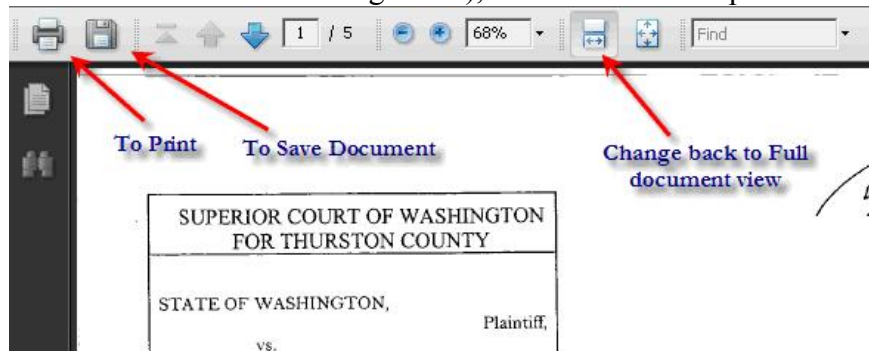 1 / 5 68% Find
To Print
To Save Document
Change back to Full
document view
SUPERIOR COURT OF WASHINGTON
FOR THURSTON COUNTY
STATE OF WASHINGTON,
Plaintiff,
vs.